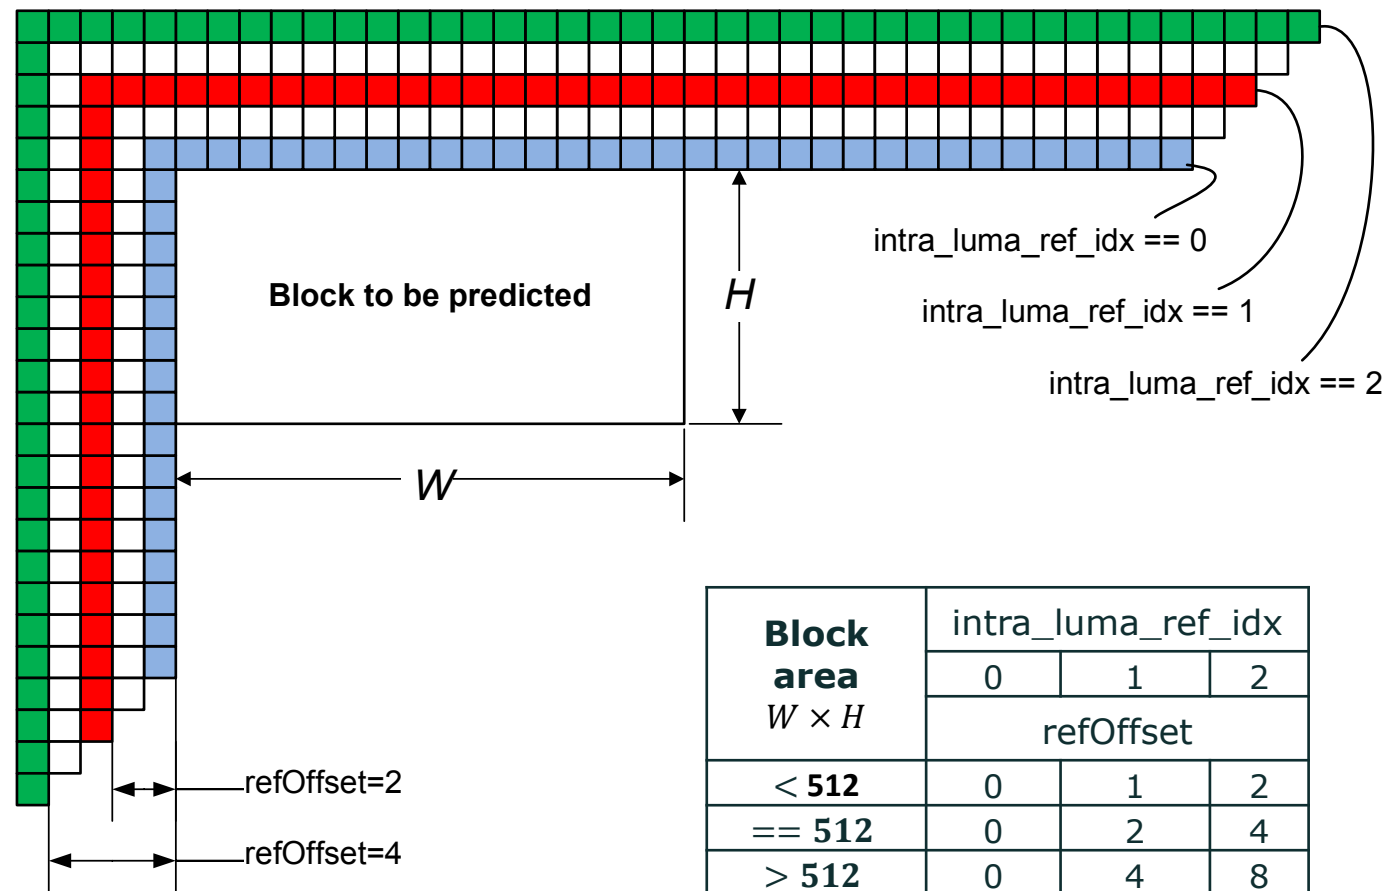 intra_luma_ref_idx == 0
Block to be predicted
H
intra_luma_ref_idx == 1
intra_luma_ref_idx == 2
W
Block area W × H
intra_luma_ref_idx
0 1 2
refOffset
< 512 0 1 2
== 512 0 2 4
> 512 0 4 8
refOffset=2
refOffset=4